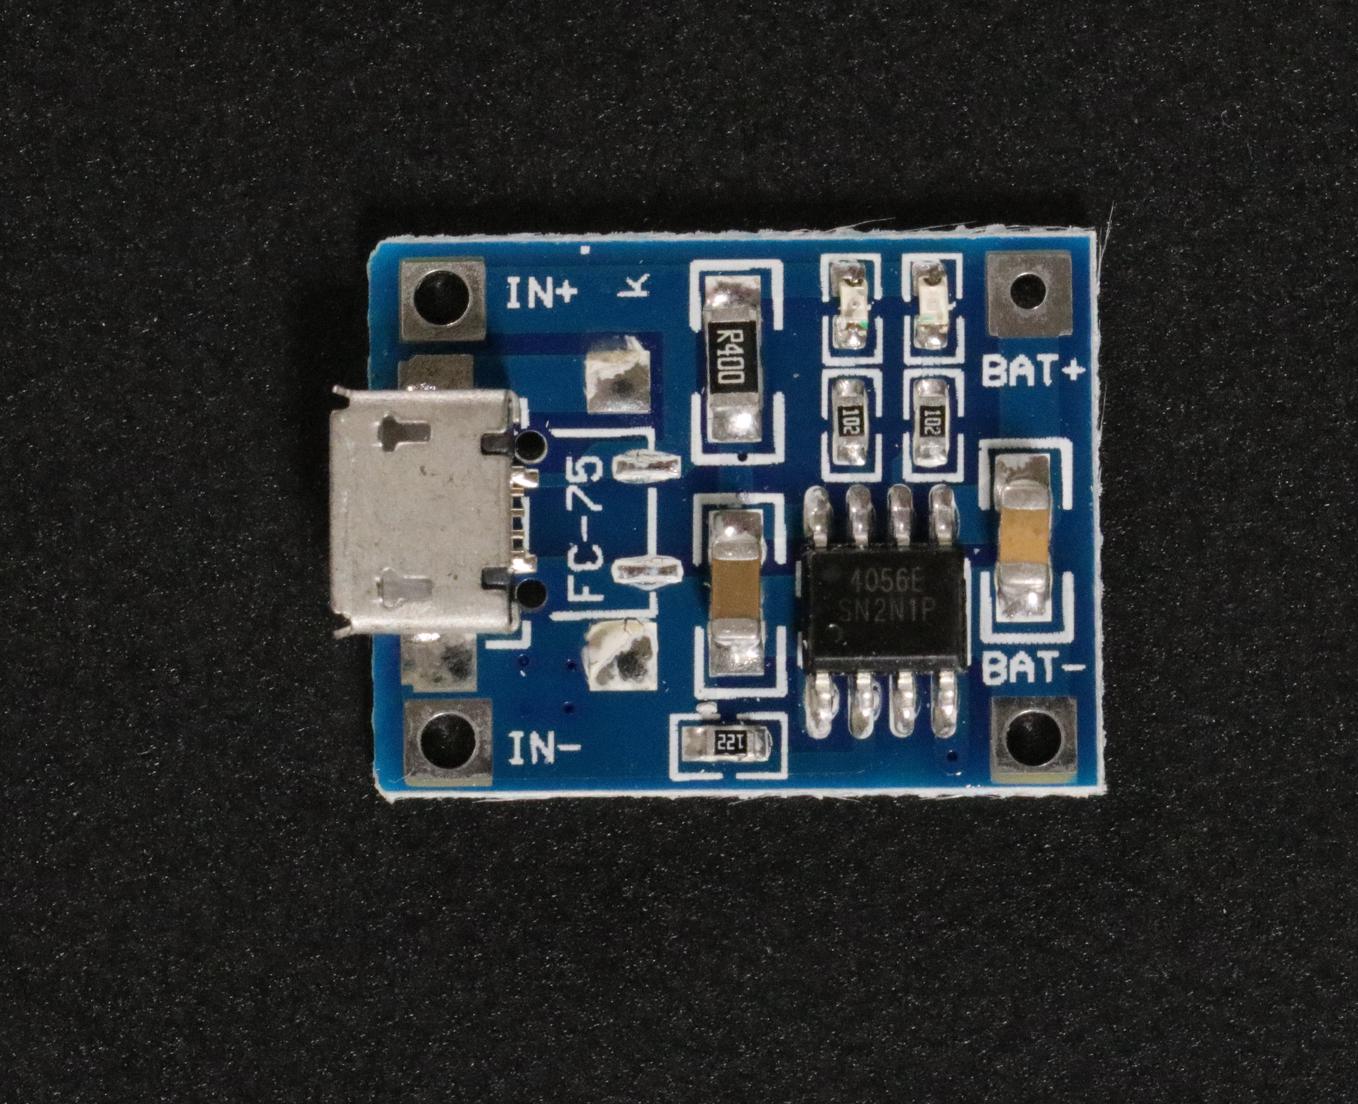 IN+
K
R400
102
102
BAT+
FC-75
4056E
SN2N1P
BAT-
122
IN-